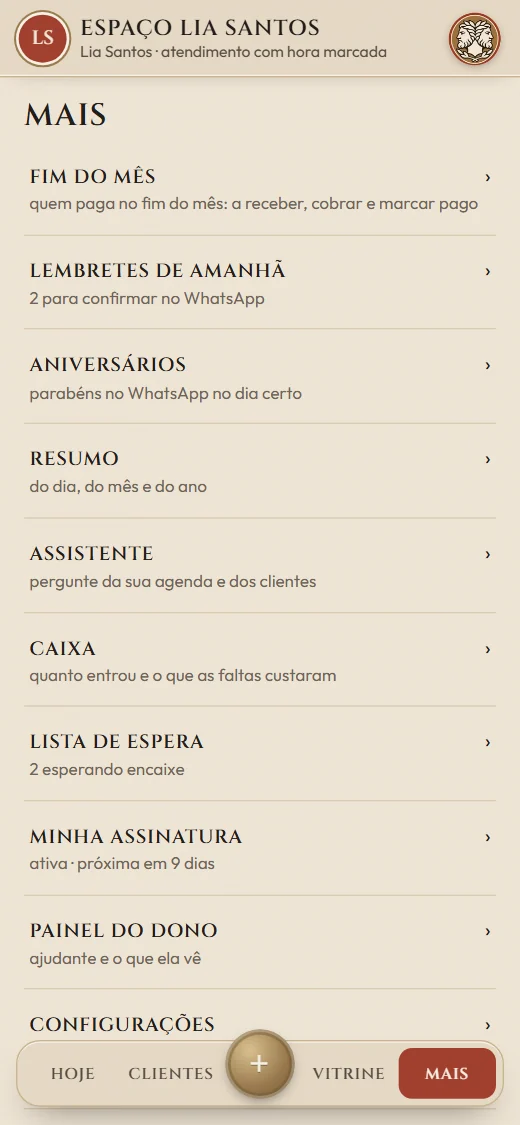 LS
ESPAÇO LIA SANTOS
Lia Santos · atendimento com hora marcada
MAIS
FIM DO MÊS ›
quem paga no fim do mês: a receber, cobrar e marcar pago
LEMBRETES DE AMANHÃ ›
2 para confirmar no WhatsApp
ANIVERSÁRIOS ›
parabéns no WhatsApp no dia certo
RESUMO ›
do dia, do mês e do ano
ASSISTENTE ›
pergunte da sua agenda e dos clientes
CAIXA ›
quanto entrou e o que as faltas custaram
LISTA DE ESPERA ›
2 esperando encaixe
MINHA ASSINATURA ›
ativa · próxima em 9 dias
PAINEL DO DONO ›
ajudante e o que ela vê
CONFIGURAÇÕES ›
HOJE CLIENTES + VITRINE MAIS